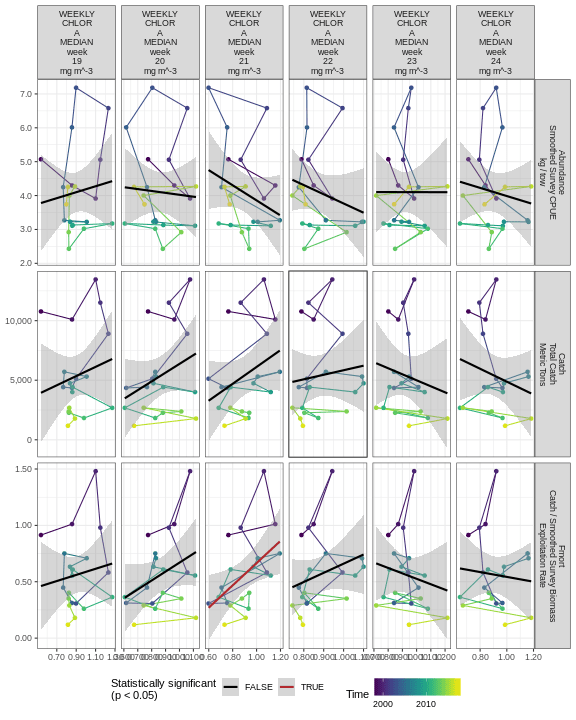 WEEKLY
CHLOR
A
MEDIAN
week
19
mg m^-3
WEEKLY
CHLOR
A
MEDIAN
week
20
mg m^-3
WEEKLY
CHLOR
A
MEDIAN
week
21
mg m^-3
WEEKLY
CHLOR
A
MEDIAN
week
22
mg m^-3
WEEKLY
CHLOR
A
MEDIAN
week
23
mg m^-3
WEEKLY
CHLOR
A
MEDIAN
week
24
mg m^-3
7.0
6.0
5.0
4.0
3.0
2.0
Abundance
Smoothed Survey CPUE
kg / tow
10,000
5,000
0
Catch
Total Catch
Metric Tons
1.50
1.00
0.50
0.00
Fmort
Catch / Smoothed Survey Biomass
Exploitation Rate
0.70 0.90 1.10
0.60 0.80 1.00 1.20
0.80 1.00 1.20
Statistically significant
(p < 0.05)
FALSE
TRUE
Time
2000
2010